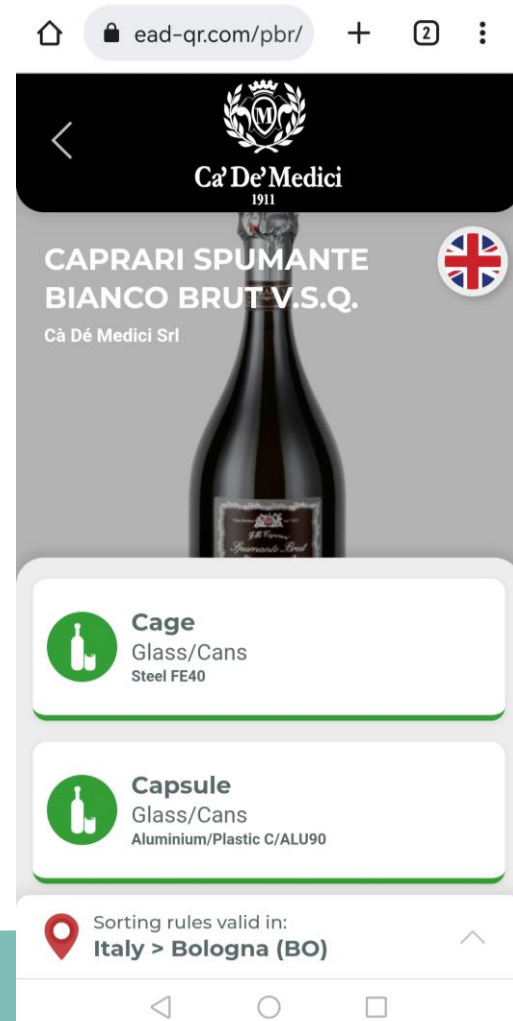 ead-qr.com/pbr/
2
M
Ca' De' Medici
1911
CAPRARI SPUMANTE
BIANCO BRUT V.S.Q.
Cà Dé Medici Srl
Spumante Brut
Cage
Glass/Cans
Steel FE40
Capsule
Glass/Cans
Aluminium/Plastic C/ALU90
Sorting rules valid in:
Italy > Bologna (BO)